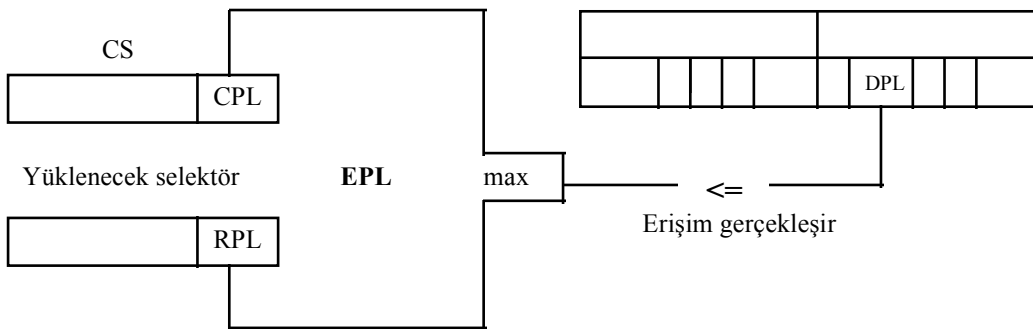 CS
CPL
DPL
Yüklenecek selektör
EPL
max
<=
Erişim gerçekleşir
RPL